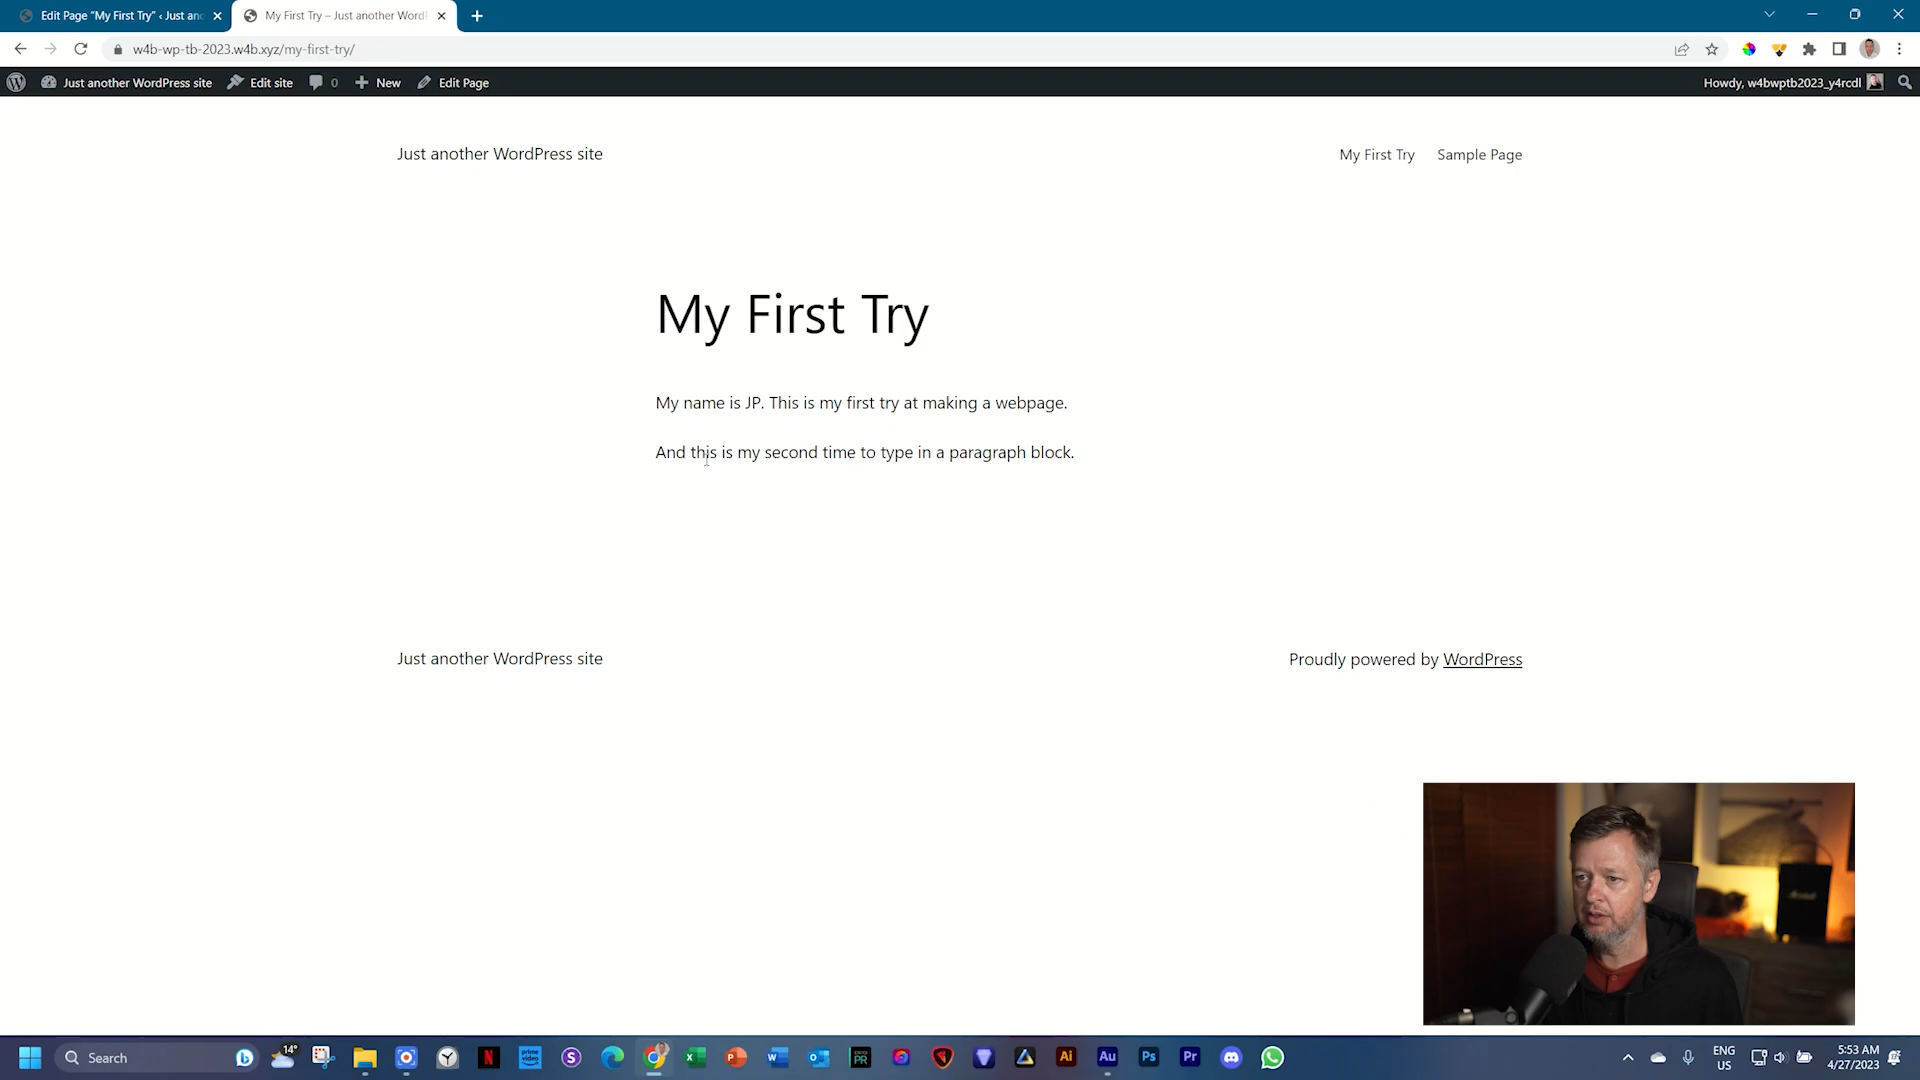 Edit Page “My First Try” ‹ Just ano
My First Try – Just another WordP
w4b-wp-tb-2023.w4b.xyz/my-first-try/
Just another WordPress site Edit site 0 New Edit Page Howdy, w4bwptb2023_y4rcdl
Just another WordPress site
My First Try Sample Page
My First Try
My name is JP. This is my first try at making a webpage.
And this is my second time to type in a paragraph block.
Just another WordPress site
Proudly powered by WordPress
Search
14°
ENG
US
5:53 AM
4/27/2023